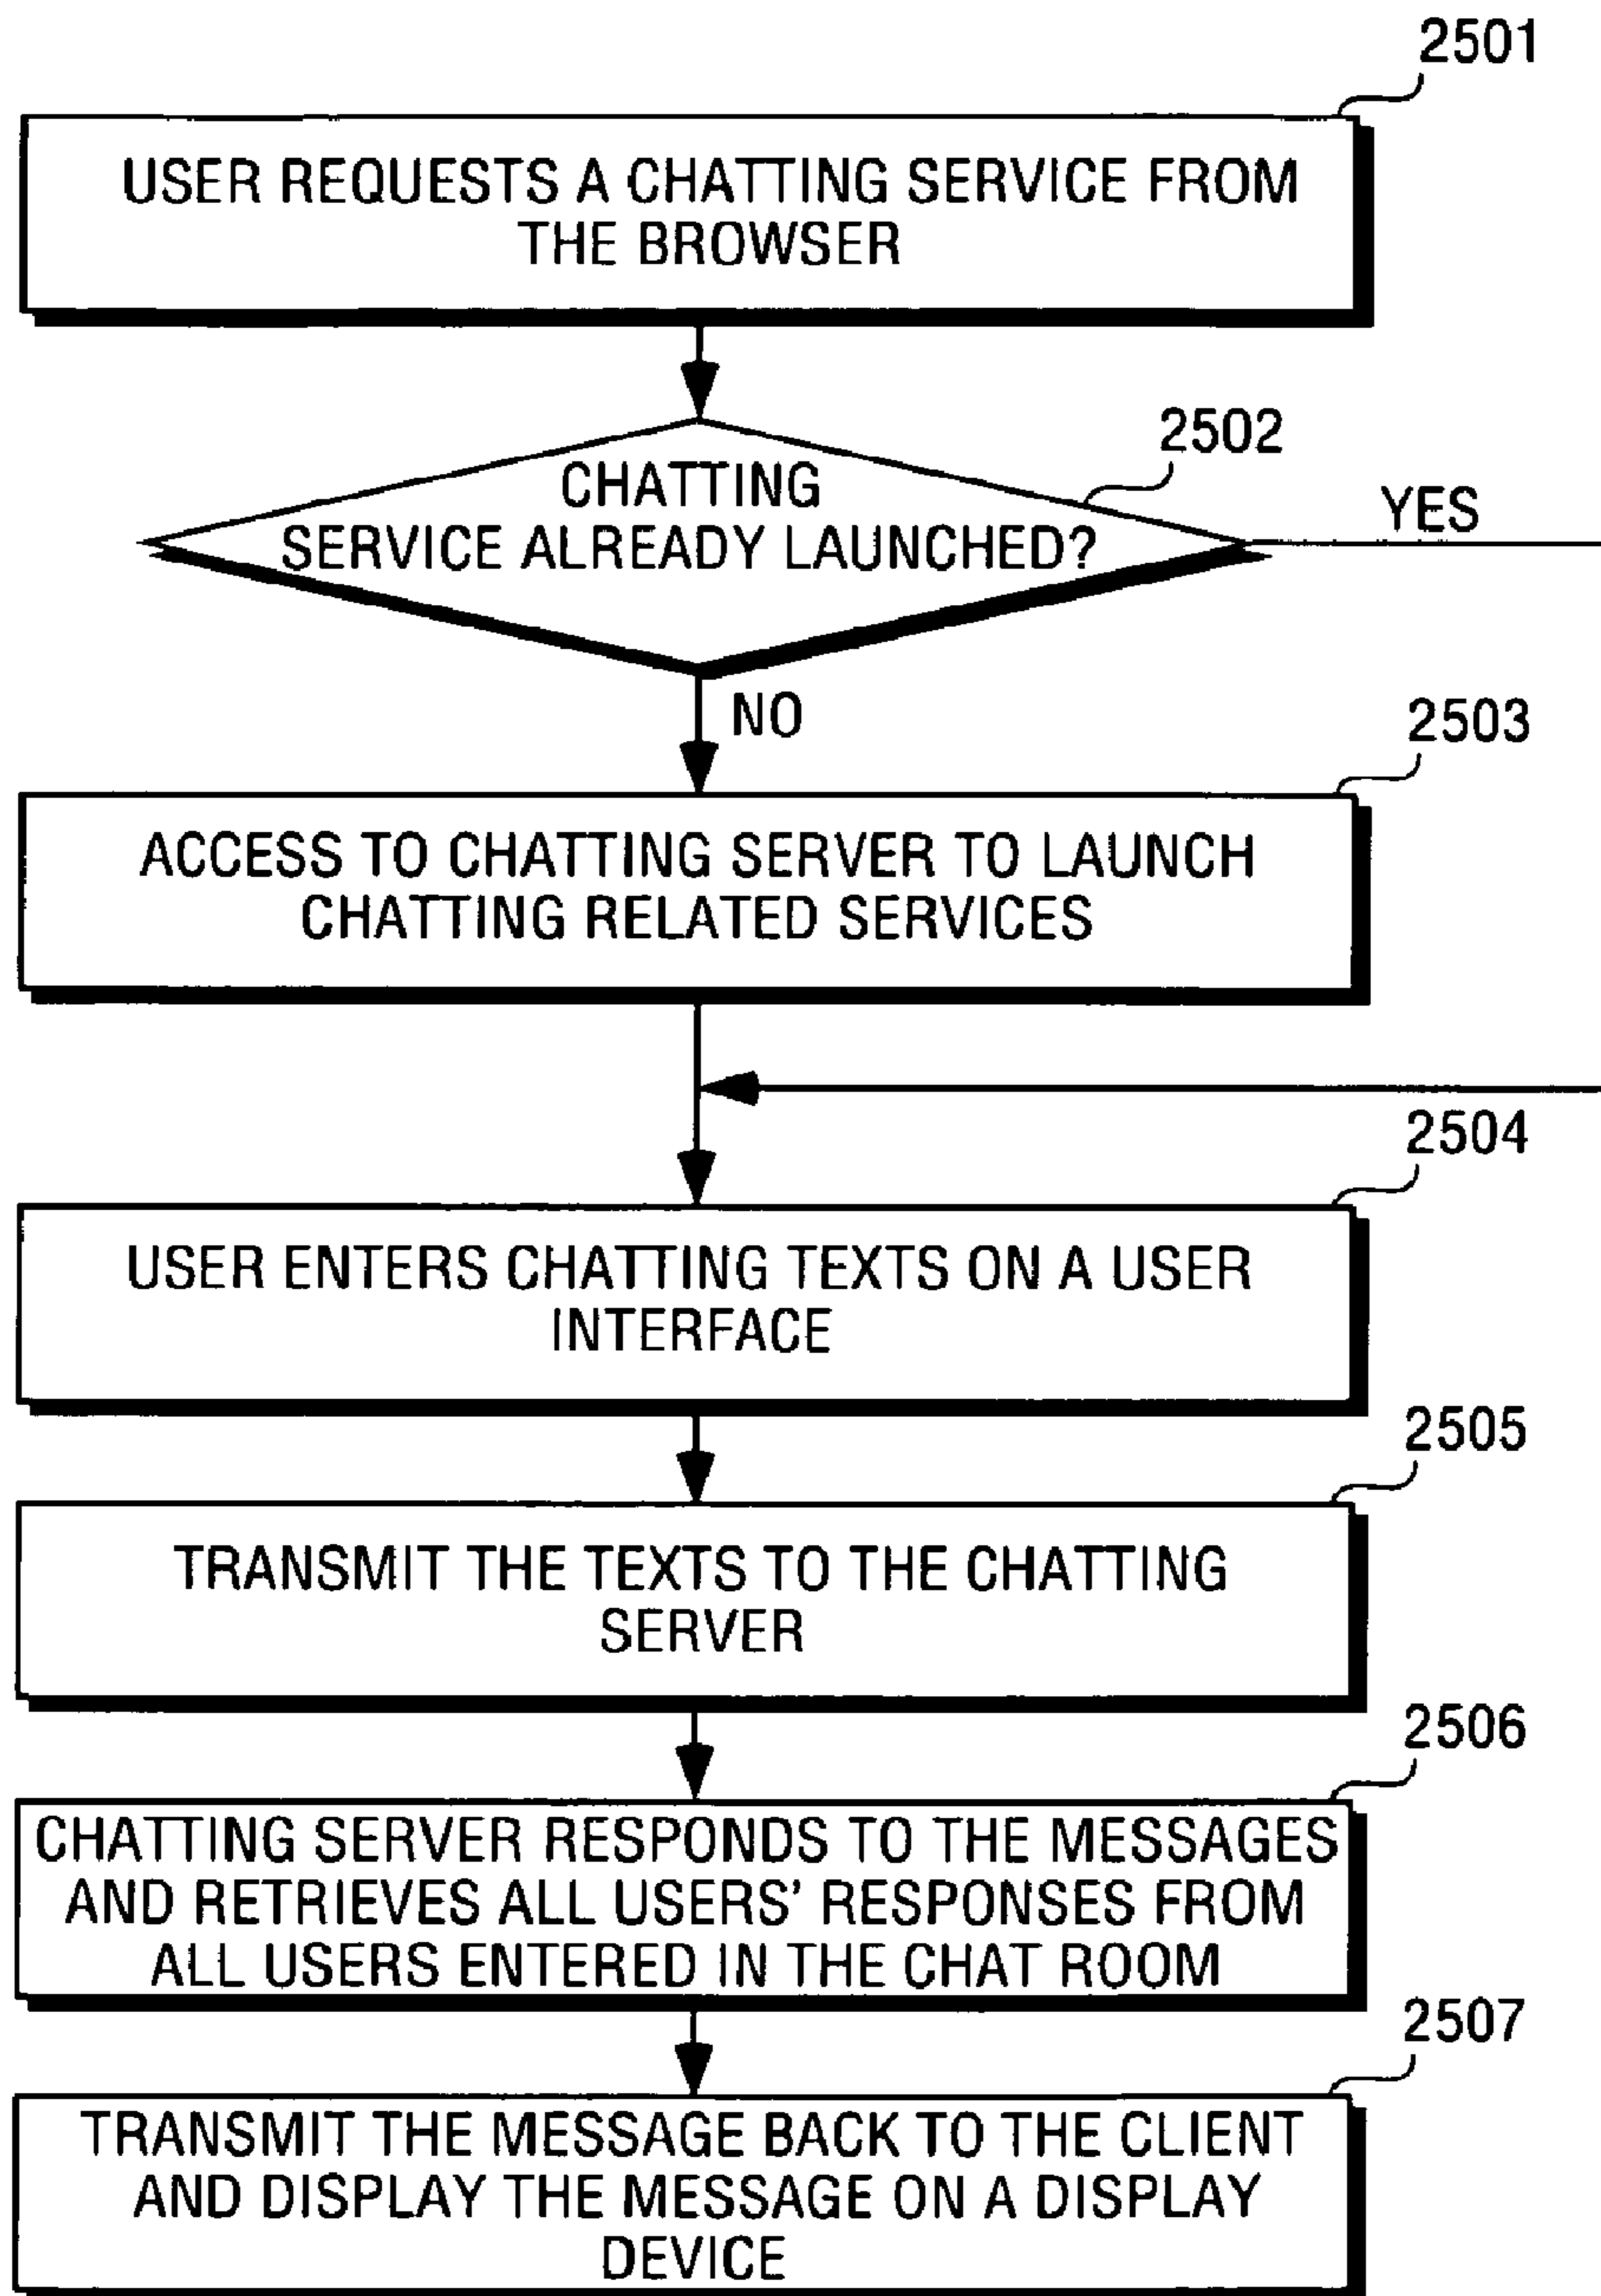 2501
USER REQUESTS A CHATTING SERVICE FROM
THE BROWSER
2502
CHATTING
SERVICE ALREADY LAUNCHED?
YES
NO
2503
ACCESS TO CHATTING SERVER TO LAUNCH
CHATTING RELATED SERVICES
2504
USER ENTERS CHATTING TEXTS ON A USER
INTERFACE
2505
TRANSMIT THE TEXTS TO THE CHATTING
SERVER
2506
CHATTING SERVER RESPONDS TO THE MESSAGES
AND RETRIEVES ALL USERS’ RESPONSES FROM
ALL USERS ENTERED IN THE CHAT ROOM
2507
TRANSMIT THE MESSAGE BACK TO THE CLIENT
AND DISPLAY THE MESSAGE ON A DISPLAY
DEVICE